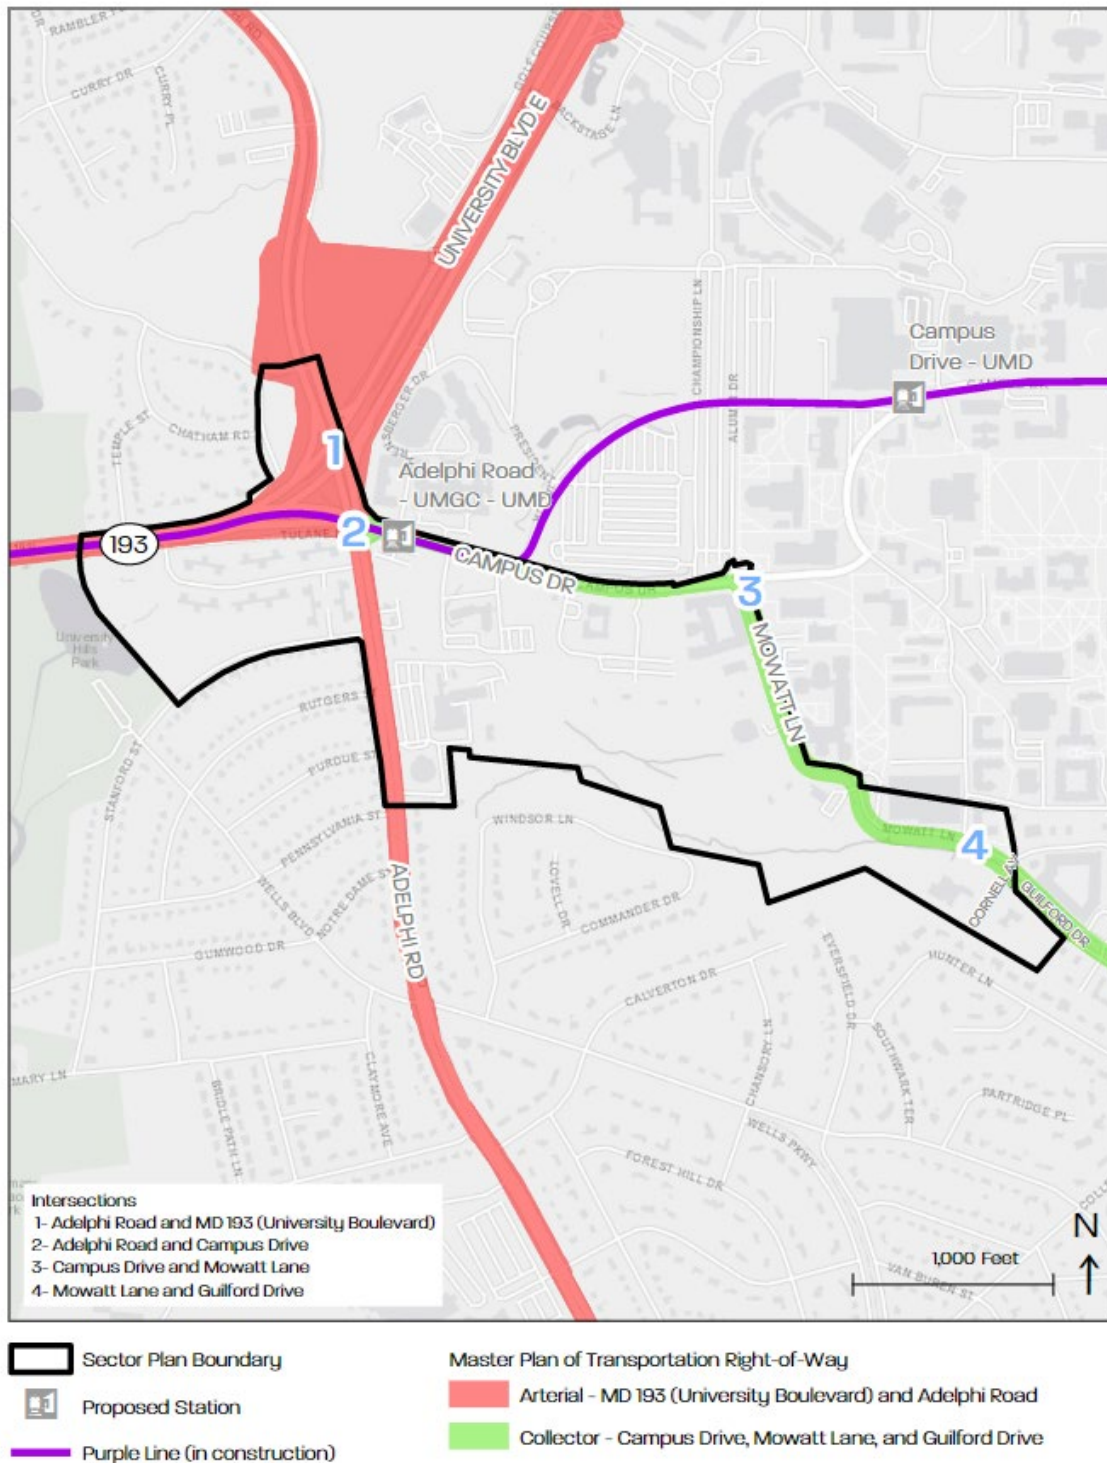 RAMBLER
CURRY DR
CURRY PL
GOLF COURSE
UNIVERSITY BLVD E
BACKSTAGE LN
CHAMPIONSHIP LN
Campus
Drive - UMD
TEMPLE ST
CHATHAM RD
1
PRESIDENT
ALUMNI DR
Adelphi Road
- UMGC - UMD
193
TULANE
2
CAMPUS DR
CAMPUS DR
3
University
Hills
Park
MOWATT LN
RUTGERS
STANFORD ST
PURDUE ST
PENNSYLVANIA ST
WINDSOR LN
MOWATT LN
4
WELLS BLVD
NOTRE DAME ST
ADELPHI RD
LOVELL DR
COMMANDER DR
CORNELL
GUILFORD DR
GUMWOOD DR
EVERSFIELD DR
HUNTER LN
CALVERTON DR
MARY LN
CLAYMORE AVE
BRIDLE PATH LN
CHANSORY LN
SOUTHWARK TER
PARTRIDGE PL
WELLS PKWY
FOREST HILL DR
Intersections
1- Adelphi Road and MD 193 (University Boulevard)
2- Adelphi Road and Campus Drive
3- Campus Drive and Mowatt Lane
4- Mowatt Lane and Guilford Drive
N
1,000 Feet
VAN BUREN ST
Sector Plan Boundary
Proposed Station
Purple Line (in construction)
Master Plan of Transportation Right-of-Way
Arterial - MD 193 (University Boulevard) and Adelphi Road
Collector - Campus Drive, Mowatt Lane, and Guilford Drive